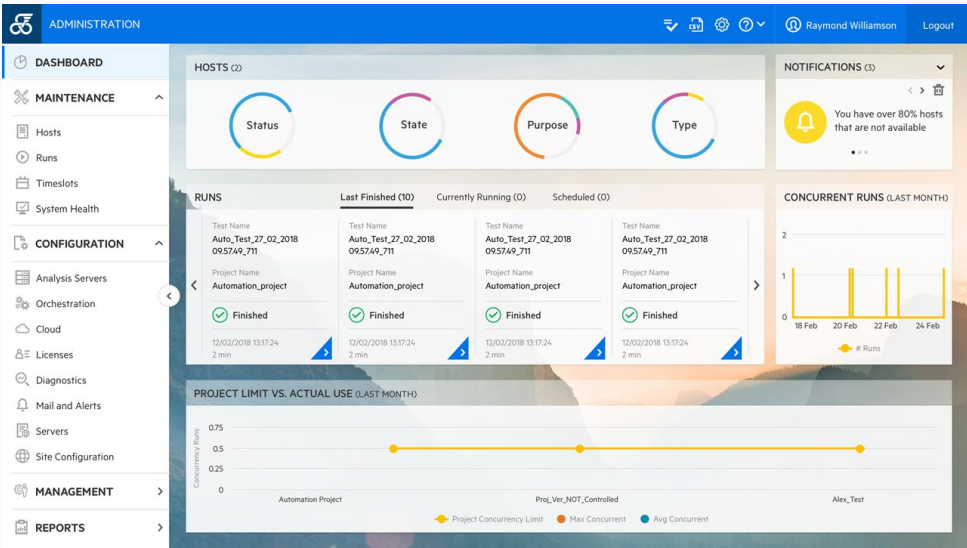 ADMINISTRATION
CSV
?
Raymond Williamson
Logout
DASHBOARD
MAINTENANCE
Hosts
Runs
Timeslots
System Health
CONFIGURATION
Analysis Servers
Orchestration
Cloud
Licenses
Diagnostics
Mail and Alerts
Servers
Site Configuration
MANAGEMENT
REPORTS
HOSTS (2)
Status
State
Purpose
Type
NOTIFICATIONS (3)
You have over 80% hosts
that are not available
RUNS
Last Finished (10)
Currently Running (0)
Scheduled (0)
Test Name
Auto_Test_27_02_2018
09.57.49_711
Project Name
Automation_project
Finished
12/02/2018 13:17:24
2 min
Test Name
Auto_Test_27_02_2018
09.57.49_711
Project Name
Automation_project
Finished
12/02/2018 13:17:24
2 min
Test Name
Auto_Test_27_02_2018
09.57.49_711
Project Name
Automation_project
Finished
12/02/2018 13:17:24
2 min
Test Name
Auto_Test_27_02_2018
09.57.49_711
Project Name
Automation_project
Finished
12/02/2018 13:17:24
2 min
CONCURRENT RUNS (LAST MONTH)
2
1
0
18 Feb
20 Feb
22 Feb
24 Feb
# Runs
PROJECT LIMIT VS. ACTUAL USE (LAST MONTH)
Concurrency Runs
0.75
0.5
0.25
0
Automation Project
Proj_Ver_NOT_Controlled
Alex_Test
Project Concurrency Limit
Max Concurrent
Avg Concurrent